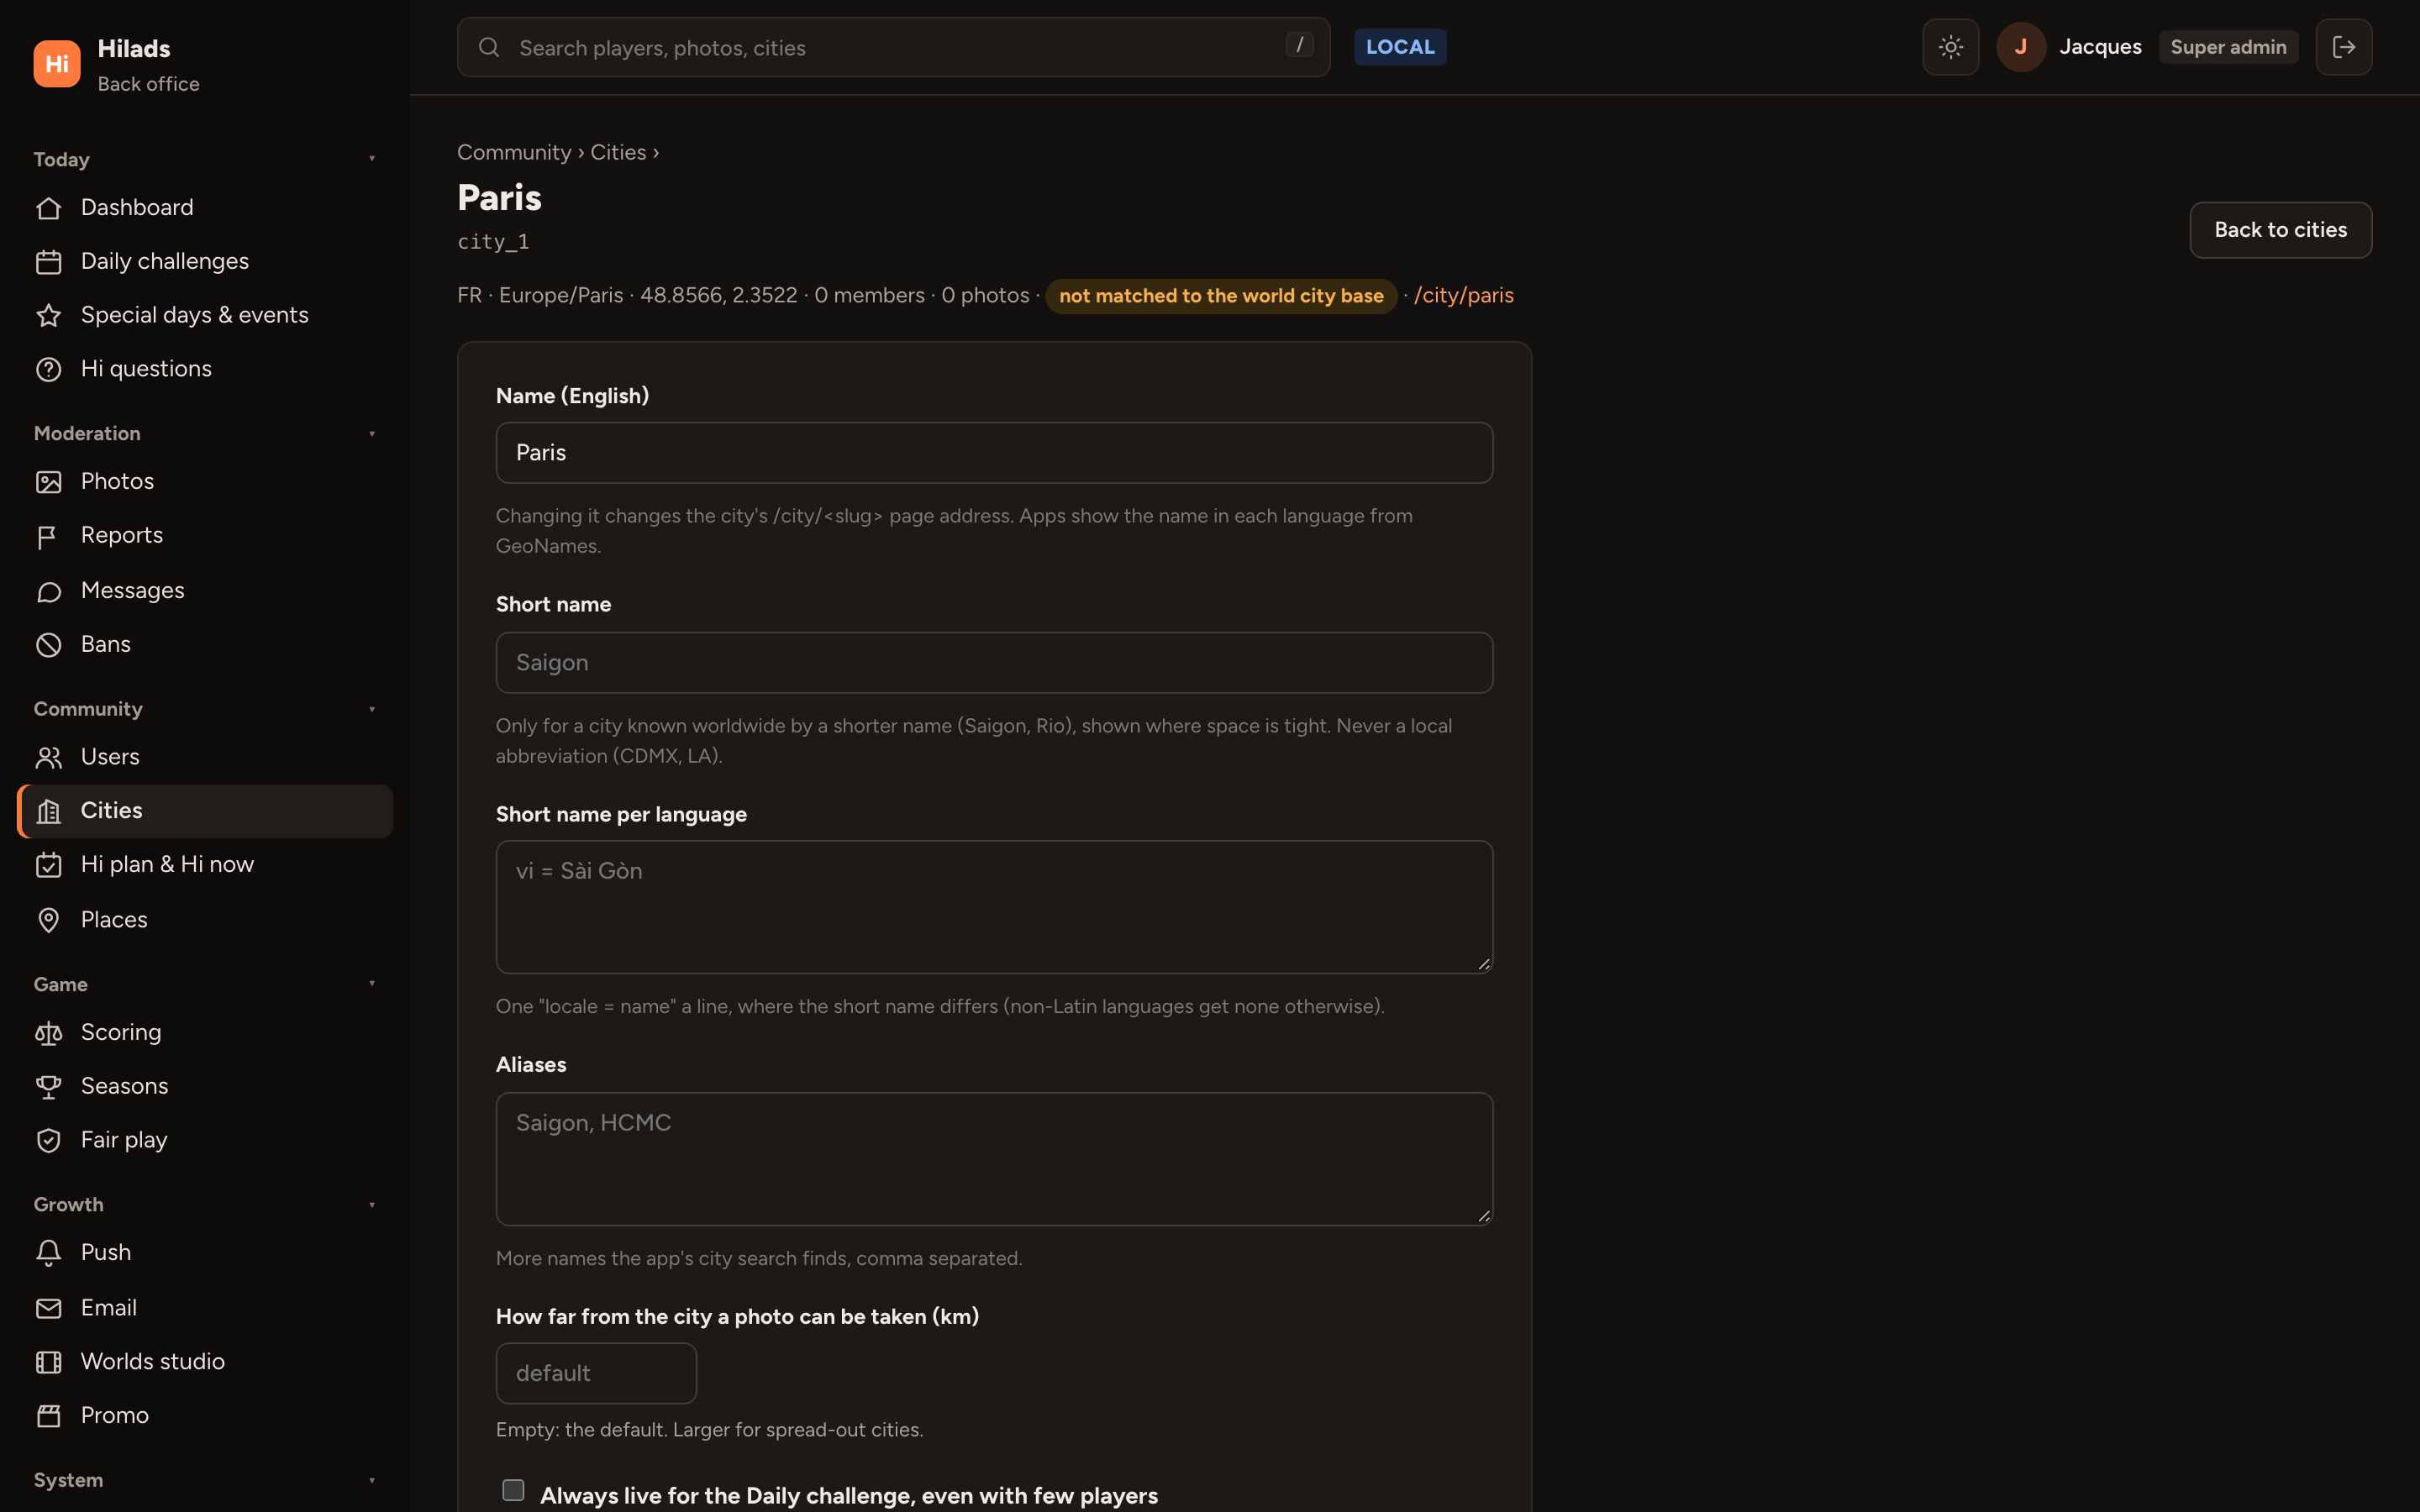 Hi
Hilads
Back office
Search players, photos, cities
/
LOCAL
J
Jacques
Super admin
Today
Dashboard
Daily challenges
Special days & events
Hi questions
Moderation
Photos
Reports
Messages
Bans
Community
Users
Cities
Hi plan & Hi now
Places
Game
Scoring
Seasons
Fair play
Growth
Push
Email
Worlds studio
Promo
System
Community › Cities ›
Paris
city_1
Back to cities
FR · Europe/Paris · 48.8566, 2.3522 · 0 members · 0 photos · not matched to the world city base · /city/paris
Name (English)
Paris
Changing it changes the city's /city/<slug> page address. Apps show the name in each language from
GeoNames.
Short name
Saigon
Only for a city known worldwide by a shorter name (Saigon, Rio), shown where space is tight. Never a local
abbreviation (CDMX, LA).
Short name per language
vi = Sài Gòn
One "locale = name" a line, where the short name differs (non-Latin languages get none otherwise).
Aliases
Saigon, HCMC
More names the app's city search finds, comma separated.
How far from the city a photo can be taken (km)
default
Empty: the default. Larger for spread-out cities.
Always live for the Daily challenge, even with few players